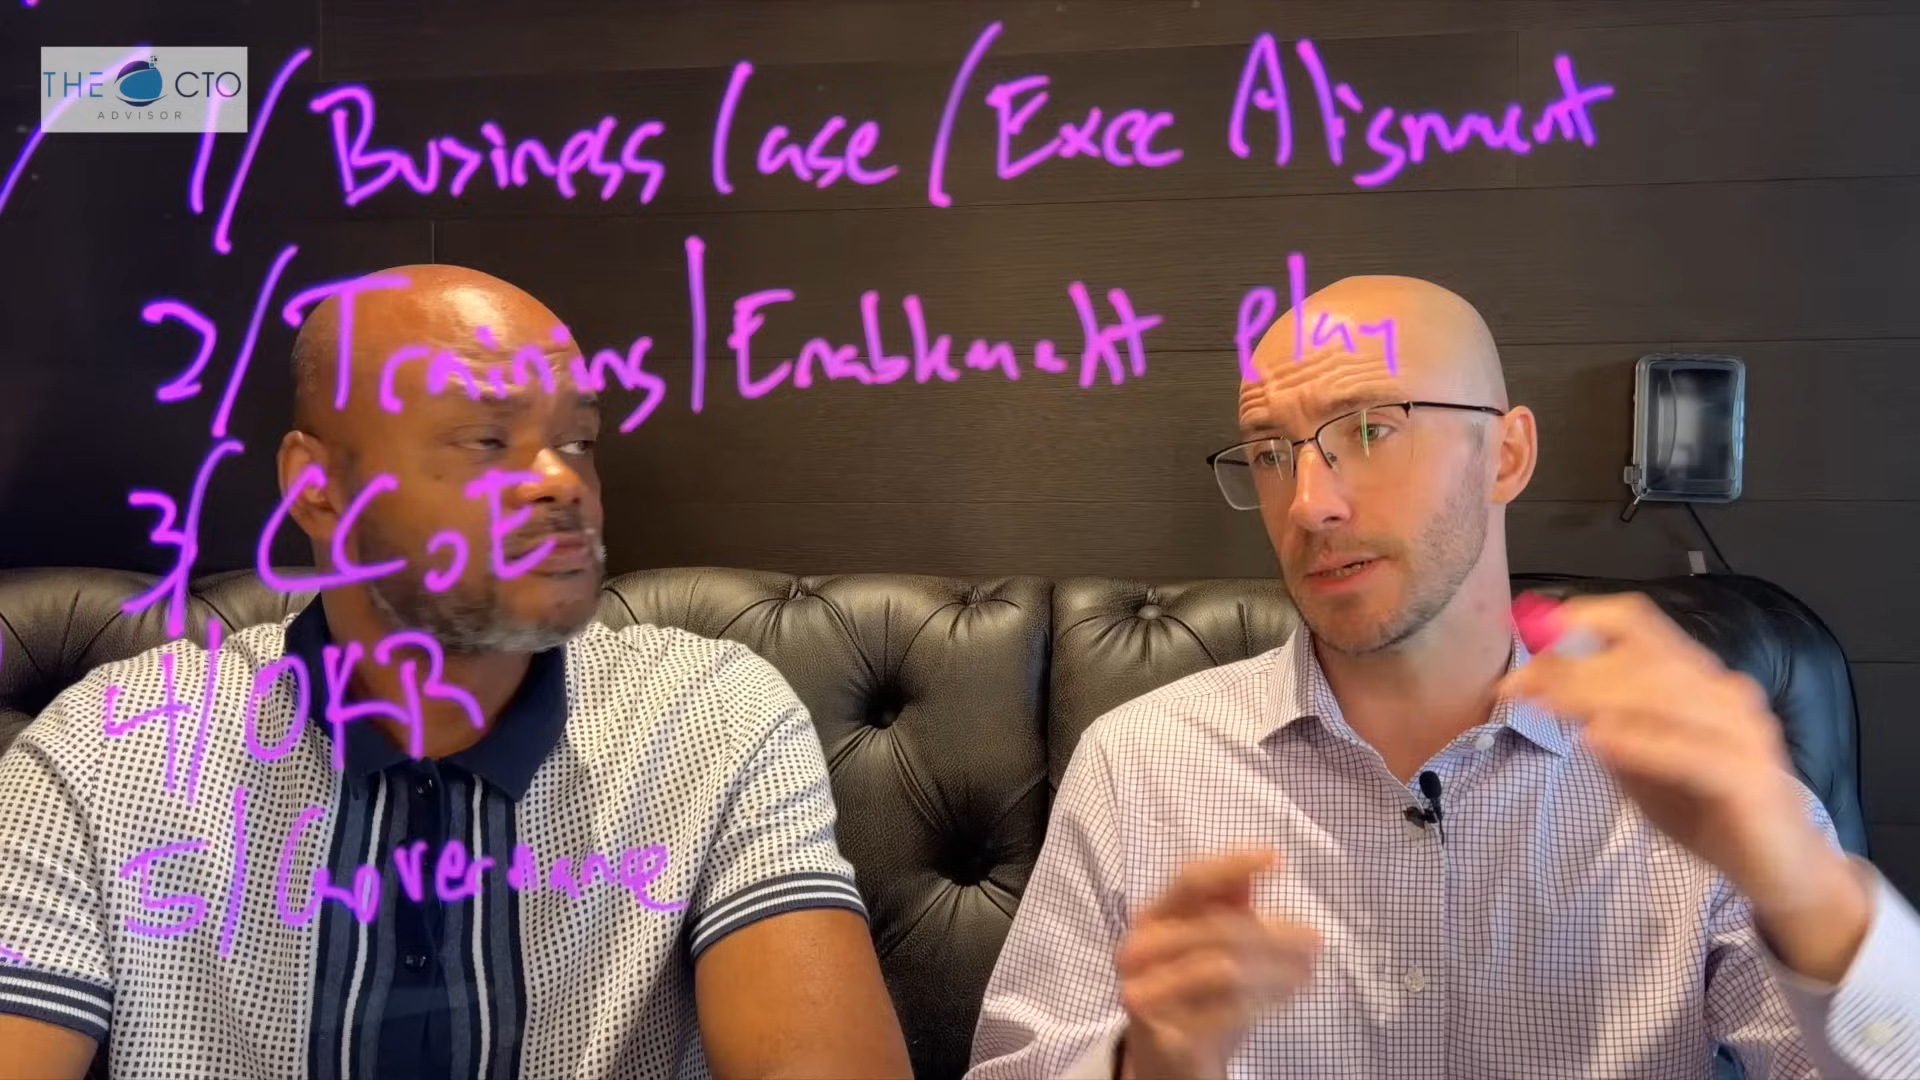 THE CTO
ADVISOR
1/ Business Case / Exec Alignment
2/ Training / Enablement Play
3/ CCoE
4/ OKR
5/ Governance